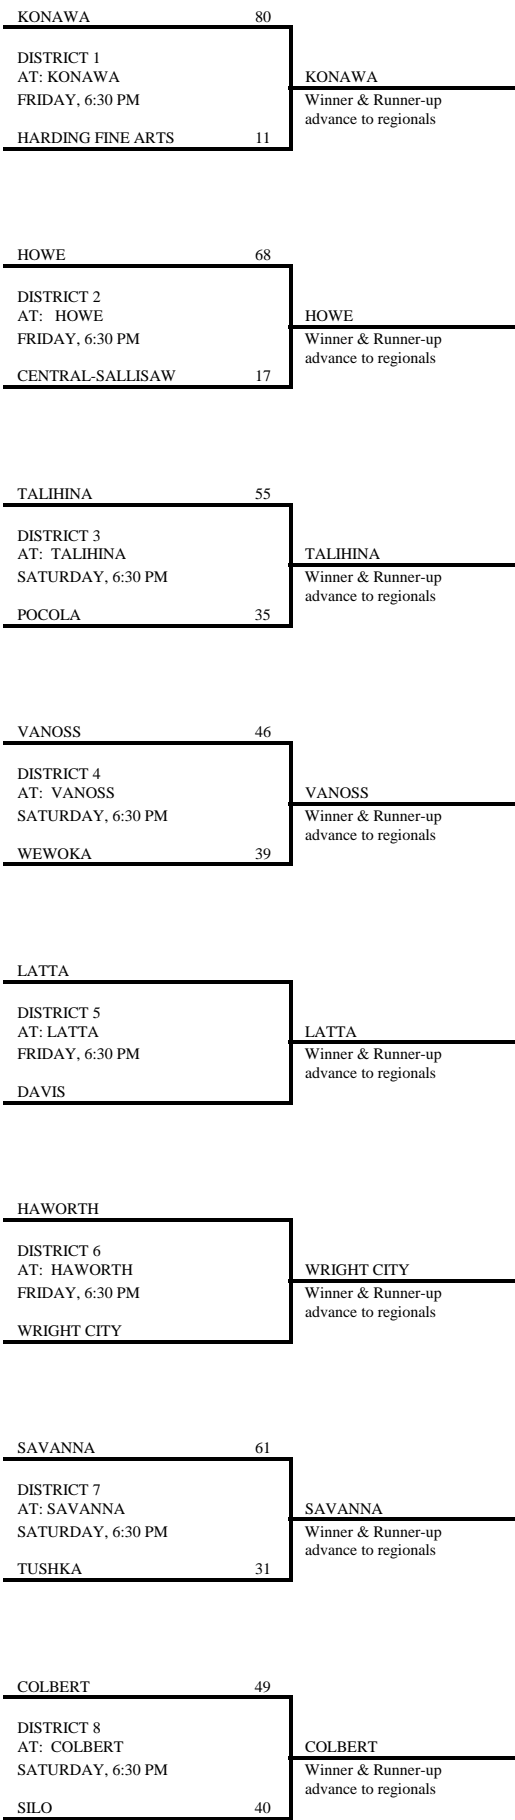 KONAWA 80
DISTRICT 1
AT: KONAWA
KONAWA
FRIDAY, 6:30 PM
Winner & Runner-up
advance to regionals
HARDING FINE ARTS 11
HOWE 68
DISTRICT 2
AT: HOWE
HOWE
FRIDAY, 6:30 PM
Winner & Runner-up
advance to regionals
CENTRAL-SALLISAW 17
TALIHINA 55
DISTRICT 3
AT: TALIHINA
TALIHINA
SATURDAY, 6:30 PM
Winner & Runner-up
advance to regionals
POCOLA 35
VANOSS 46
DISTRICT 4
AT: VANOSS
VANOSS
SATURDAY, 6:30 PM
Winner & Runner-up
advance to regionals
WEWOKA 39
LATTA
DISTRICT 5
AT: LATTA
LATTA
FRIDAY, 6:30 PM
Winner & Runner-up
advance to regionals
DAVIS
HAWORTH
DISTRICT 6
AT: HAWORTH
WRIGHT CITY
FRIDAY, 6:30 PM
Winner & Runner-up
advance to regionals
WRIGHT CITY
SAVANNA 61
DISTRICT 7
AT: SAVANNA
SAVANNA
SATURDAY, 6:30 PM
Winner & Runner-up
advance to regionals
TUSHKA 31
COLBERT 49
DISTRICT 8
AT: COLBERT
COLBERT
SATURDAY, 6:30 PM
Winner & Runner-up
advance to regionals
SILO 40